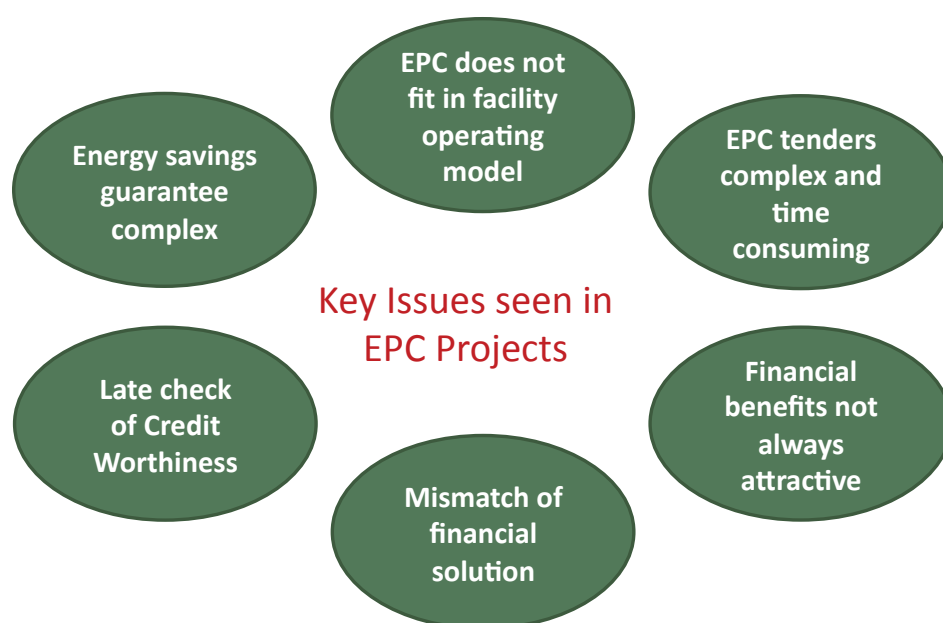 EPC does not
fit in facility
operating
model
Energy savings
guarantee
complex
EPC tenders
complex and
time
consuming
Key Issues seen in
EPC Projects
Late check
of Credit
Worthiness
Financial
benefits not
always
attractive
Mismatch of
financial
solution